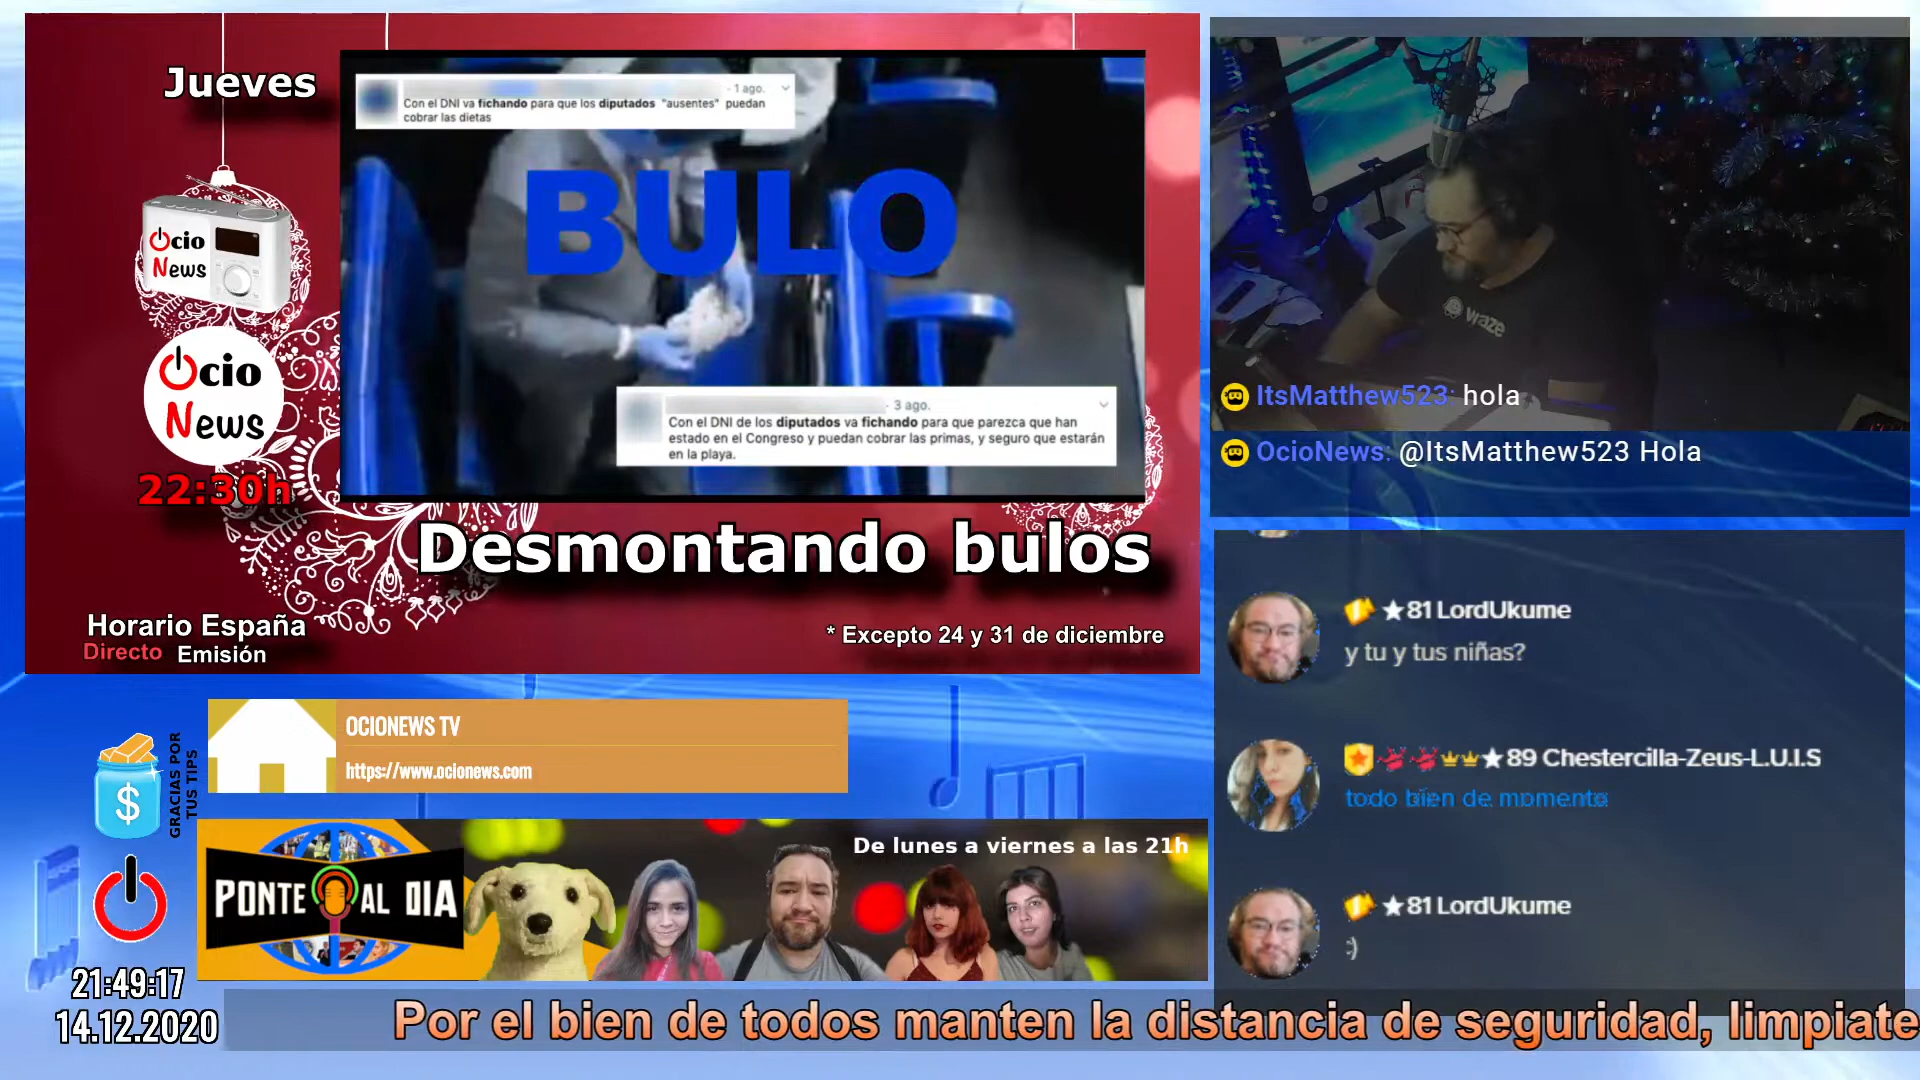 Jueves
- 1 ago.
Con el DNI va fichando para que los diputados "ausentes" puedan
cobrar las dietas
BULO
Ocio
News
Ocio
News
22:30h
- 3 ago.
Con el DNI de los diputados va fichando para que parezca que han
estado en el Congreso y puedan cobrar las primas, y seguro que estarán
en la playa.
Desmontando bulos
Horario España
Directo Emisión
* Excepto 24 y 31 de diciembre
vvaze
ItsMatthew523: hola
OcioNews: @ItsMatthew523 Hola
81 LordUkume
y tu y tus niñas?
89 Chestercilla-Zeus-L.U.I.S
todo bien de momento
81 LordUkume
:)
OCIONEWS TV
https://www.ocionews.com
$
GRACIAS POR
TUS TIPS
PONTE AL DIA
De lunes a viernes a las 21h
21:49:17
14.12.2020
Por el bien de todos manten la distancia de seguridad, limpiate